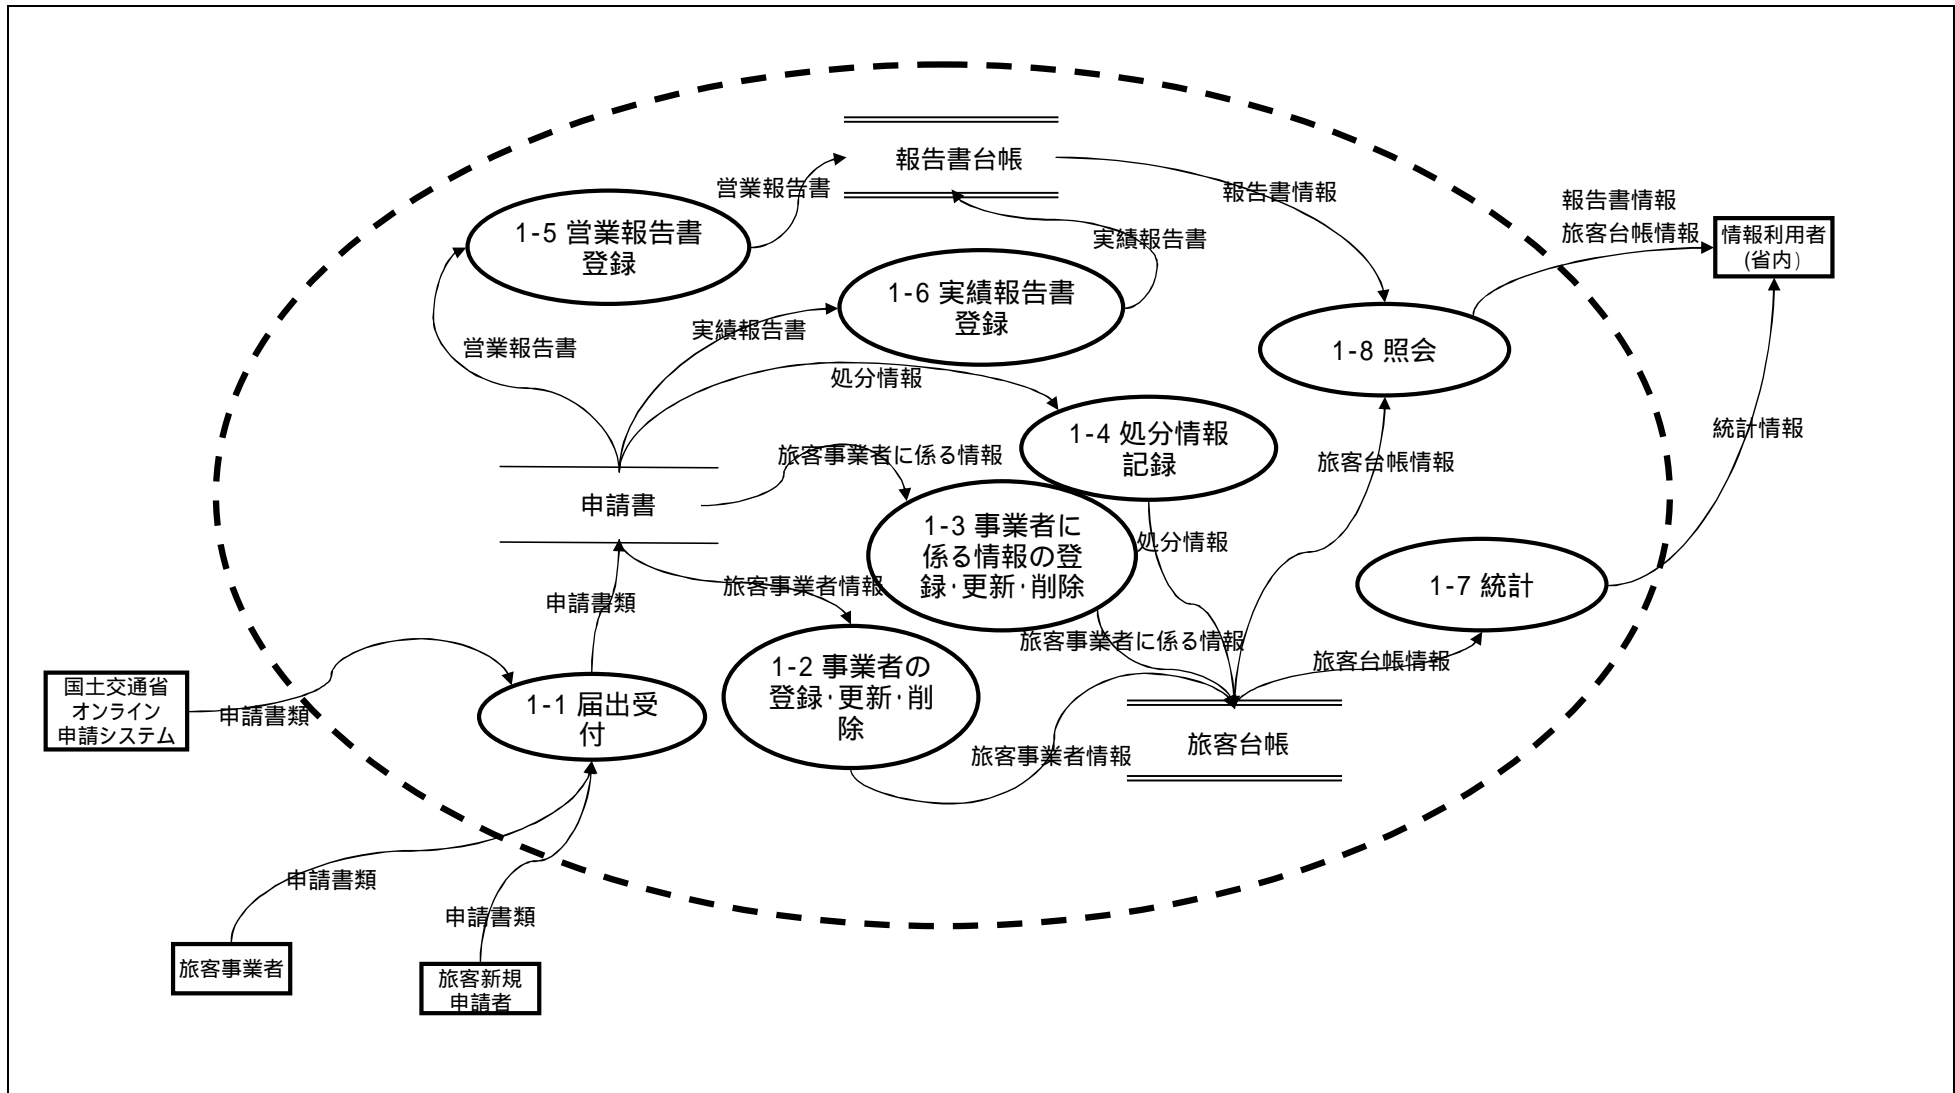 報告書台帳
営業報告書
報告書情報
報告書情報
旅客台帳情報
情報利用者
(省内)
1-5 営業報告書
登録
実績報告書
1-6 実績報告書
登録
実績報告書
営業報告書
1-8 照会
処分情報
1-4 処分情報
記録
統計情報
旅客事業者に係る情報
旅客台帳情報
申請書
1-3 事業者に
係る情報の登
録・更新・削除
処分情報
1-7 統計
旅客事業者情報
申請書類
旅客事業者に係る情報
旅客台帳情報
1-2 事業者の
登録・更新・削
除
国土交通省
オンライン
申請システム
申請書類
1-1 届出受
付
旅客台帳
旅客事業者情報
申請書類
申請書類
旅客事業者
旅客新規
申請者